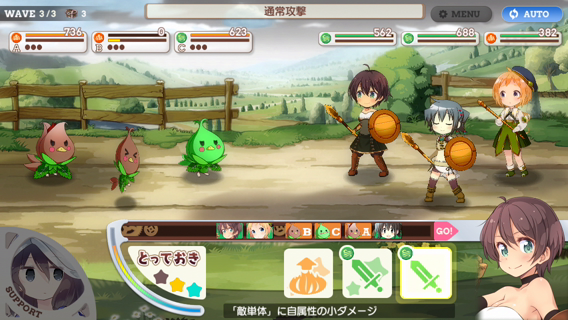 WAVE 3/3 3
通常攻撃
MENU
AUTO
736
A
0
B
623
C
562
688
382
B
C
A
GO!
とっておき
SUPPORT
「敵単体」に自属性の小ダメージ